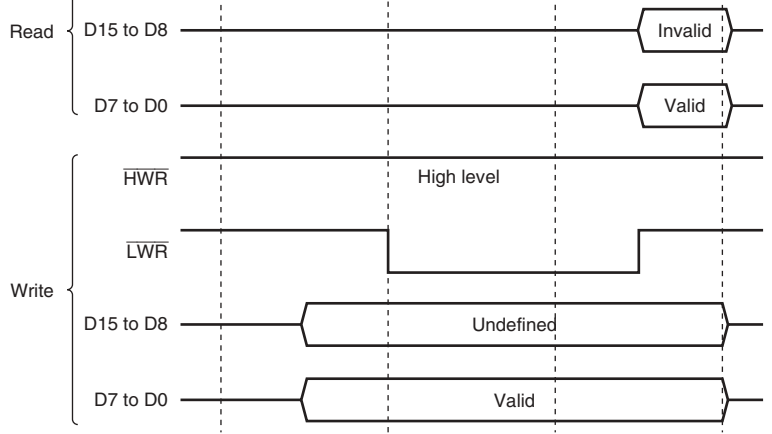 Read
D15 to D8
Invalid
D7 to D0
Valid
Write
HWR
High level
LWR
D15 to D8
Undefined
D7 to D0
Valid